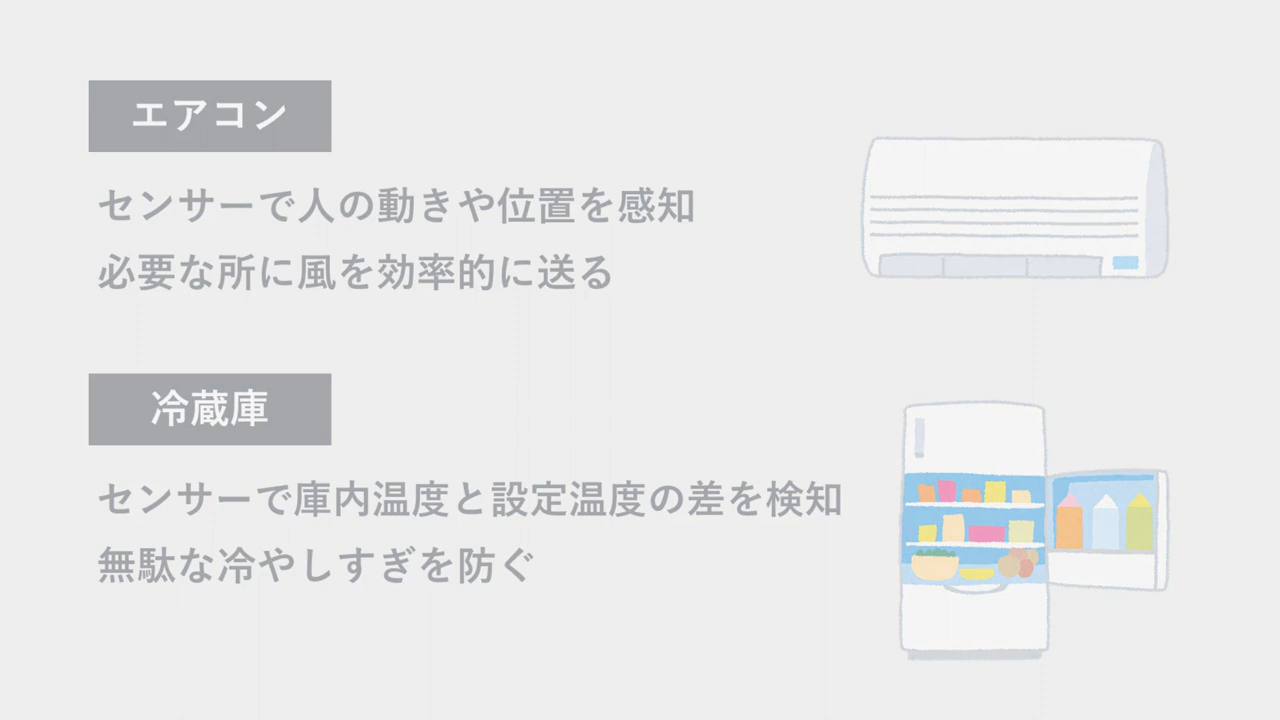 エアコン
センサーで人の動きや位置を感知
必要な所に風を効率的に送る
冷蔵庫
センサーで庫内温度と設定温度の差を検知
無駄な冷やしすぎを防ぐ